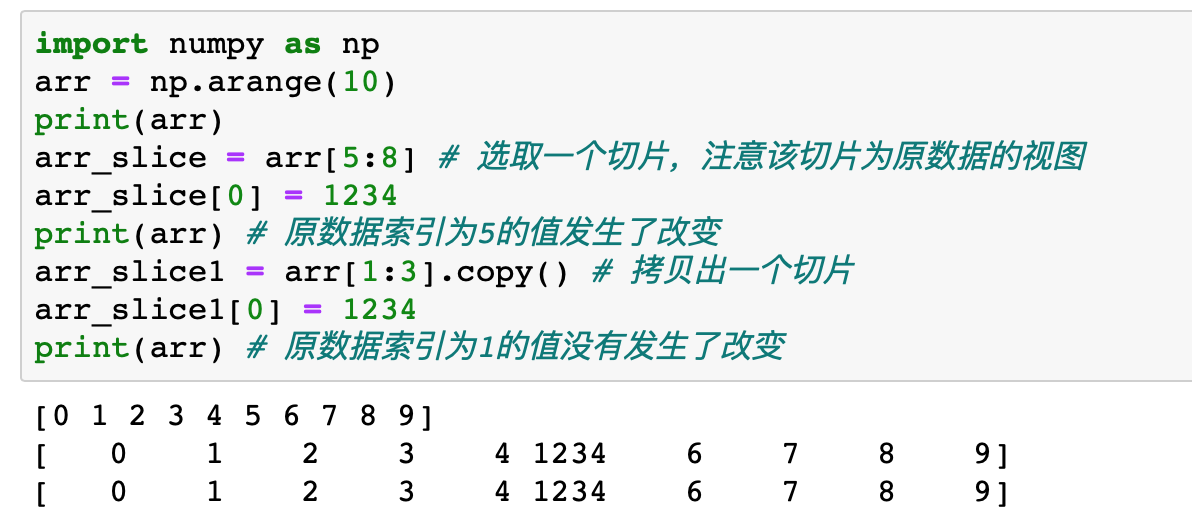 import numpy as np
arr = np.arange(10)
print(arr)
arr_slice = arr[5:8] # 选取一个切片，注意该切片为原数据的视图
arr_slice[0] = 1234
print(arr) # 原数据索引为5的值发生了改变
arr_slice1 = arr[1:3].copy() # 拷贝出一个切片
arr_slice1[0] = 1234
print(arr) # 原数据索引为1的值没有发生了改变
[0 1 2 3 4 5 6 7 8 9]
[   0    1    2    3    4 1234    6    7    8    9]
[   0    1    2    3    4 1234    6    7    8    9]